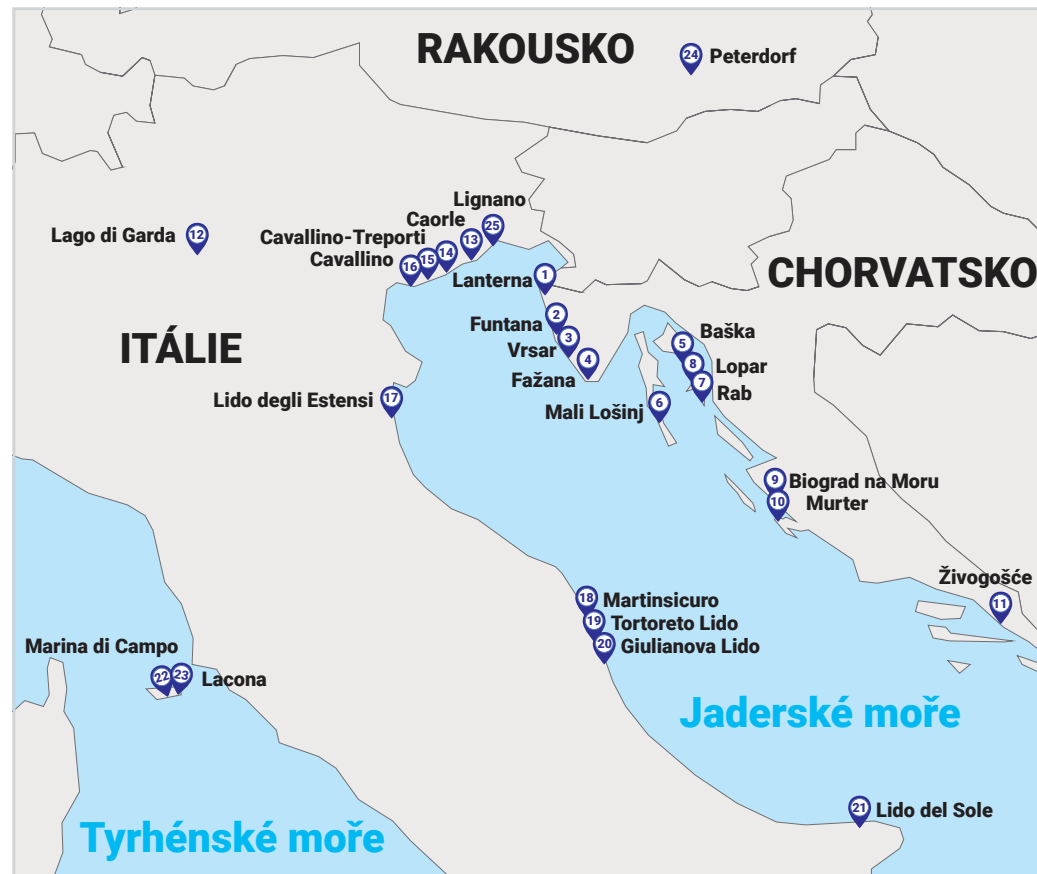 RAKOUSKO
24 Peterdorf
Lignano
25
Caorle
13
Lago di Garda 12
Cavallino-Treporti
14
15
Cavallino
16
Lanterna 1
CHORVATSKO
ITÁLIE
Funtana 2
Vrsar 3
Fažana 4
Baška
5
8 Lopar
7 Rab
Mali Lošinj 6
Lido degli Estensi 17
9 Biograd na Moru
10 Murter
Živogošće
11
18 Martinsicuro
19 Tortoreto Lido
20 Giulianova Lido
Marina di Campo
22
23 Lacona
Jaderské moře
21 Lido del Sole
Tyrhénské moře